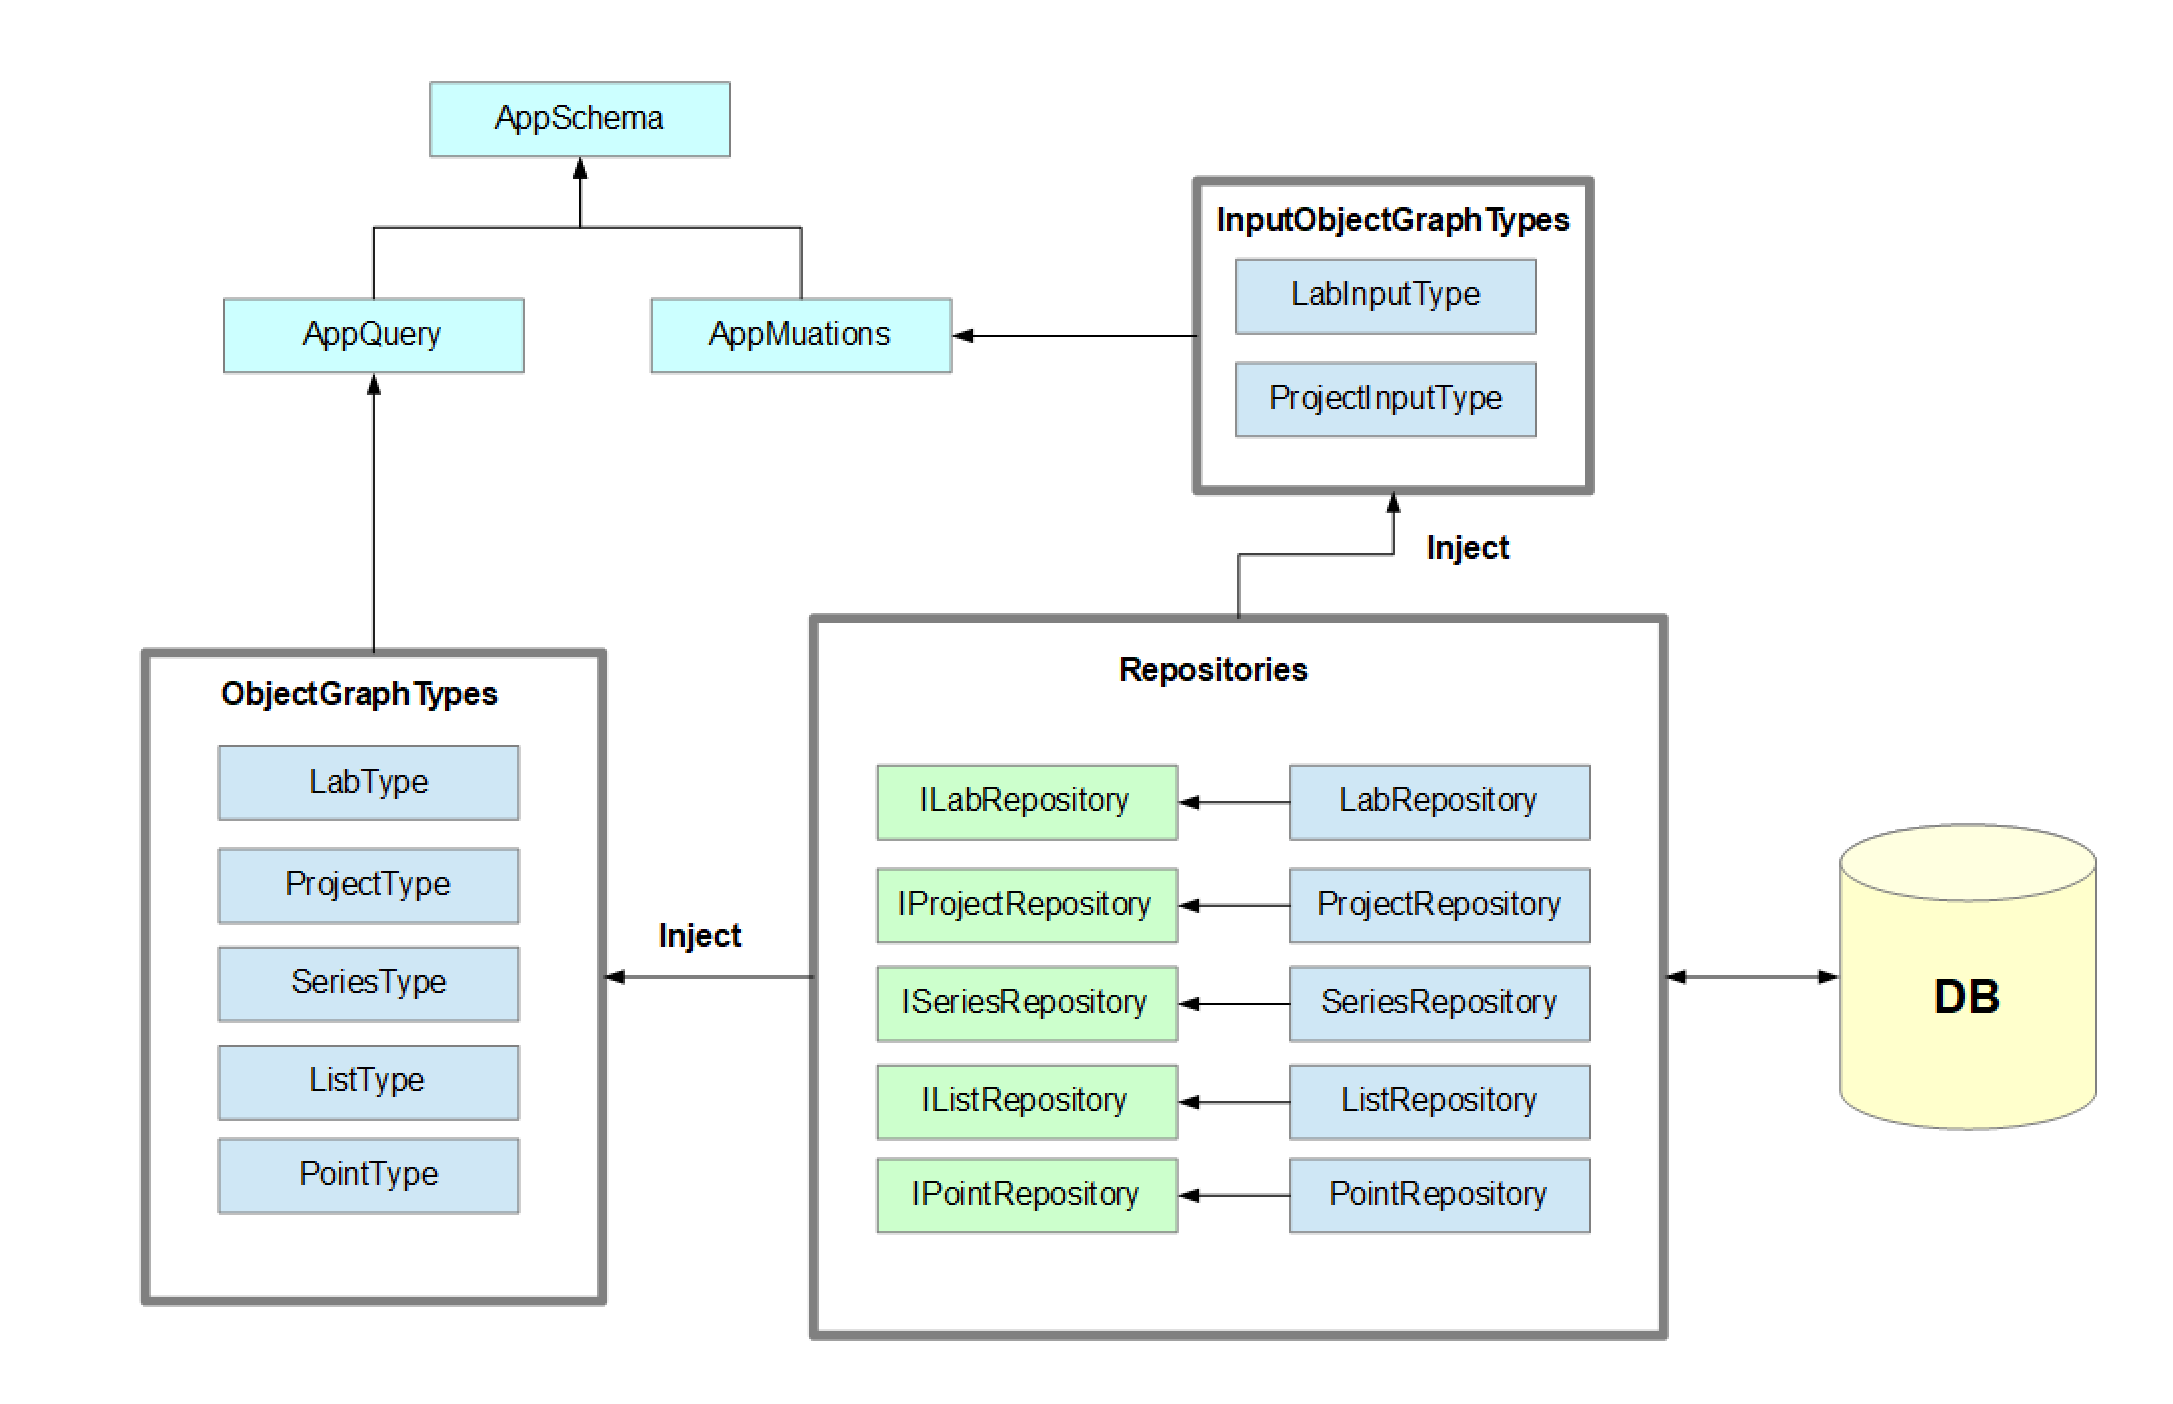 AppSchema
AppQuery
AppMuations
InputObjectGraphTypes
LabInputType
ProjectInputType
Inject
ObjectGraphTypes
LabType
ProjectType
SeriesType
ListType
PointType
Inject
Repositories
ILabRepository
LabRepository
IProjectRepository
ProjectRepository
ISeriesRepository
SeriesRepository
IListRepository
ListRepository
IPointRepository
PointRepository
DB